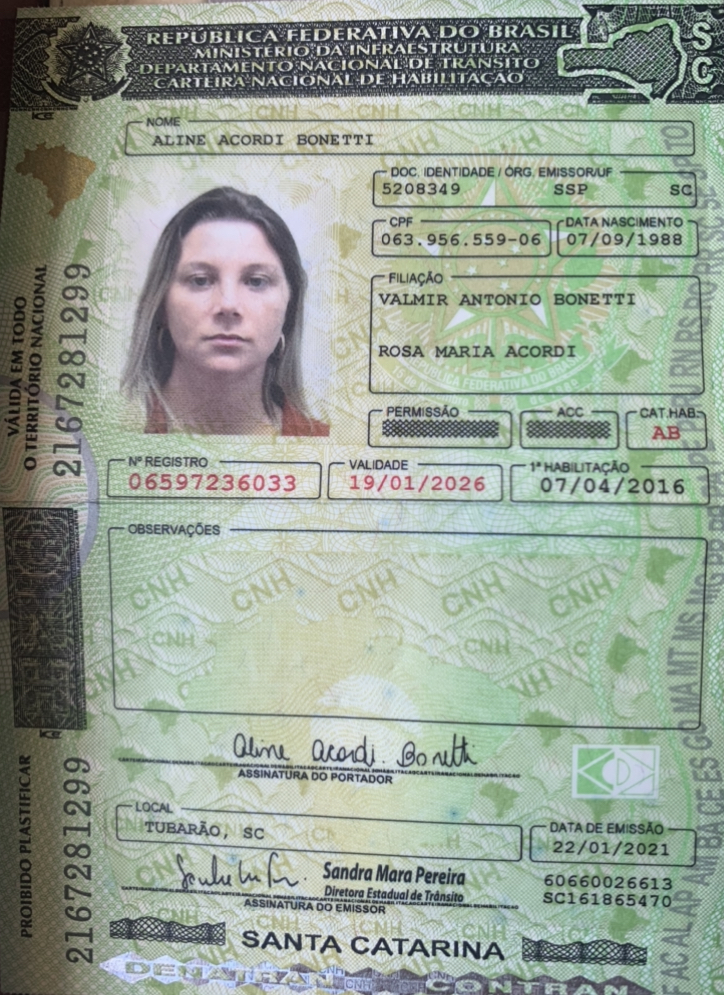 REPÚBLICA FEDERATIVA DO BRASIL
MINISTÉRIO DA INFRAESTRUTURA
DEPARTAMENTO NACIONAL DE TRÂNSITO
CARTEIRA NACIONAL DE HABILITAÇÃO
SC
NOME
ALINE ACORDI BONETTI
DOC. IDENTIDADE / ÓRG. EMISSOR/UF
5208349 SSP SC
CPF
063.956.559-06
DATA NASCIMENTO
07/09/1988
FILIAÇÃO
VALMIR ANTONIO BONETTI
ROSA MARIA ACORDI
PERMISSÃO
ACC
CAT. HAB.
AB
Nº REGISTRO
06597236033
VALIDADE
19/01/2026
1ª HABILITAÇÃO
07/04/2016
OBSERVAÇÕES
CNH CNH CNH CNH CNH
Aline Acordi Bonetti
ASSINATURA DO PORTADOR
LOCAL
TUBARÃO, SC
DATA DE EMISSÃO
22/01/2021
Sandra Mara Pereira
Diretora Estadual de Trânsito
ASSINATURA DO EMISSOR
60660026613
SC161865470
SANTA CATARINA
DENATRAN CONTRAN
VÁLIDA EM TODO
O TERRITÓRIO NACIONAL
2167281299
PROIBIDO PLASTIFICAR
2167281299